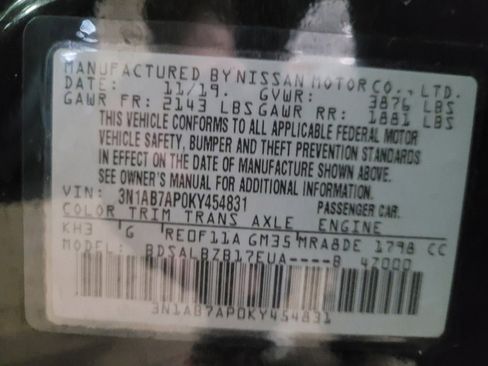 MANUFACTURED BY NISSAN MOTOR CO., LTD.
DATE: 11/19. GVWR: 3876 LBS
GAWR FR: 2143 LBS GAWR RR: 1881 LBS
THIS VEHICLE CONFORMS TO ALL APPLICABLE FEDERAL MOTOR
VEHICLE SAFETY, BUMPER AND THEFT PREVENTION STANDARDS
IN EFFECT ON THE DATE OF MANUFACTURE SHOWN ABOVE.
SEE OWNER'S MANUAL FOR ADDITIONAL INFORMATION.
VIN: 3N1AB7AP0KY454831 PASSENGER CAR.
COLOR TRIM TRANS AXLE ENGINE
KH3 G RE0F11A GM35 MRA8DE 1798 CC
MODEL: BDSALBZB17EUA----B 47000
3N1AB7AP0KY454831